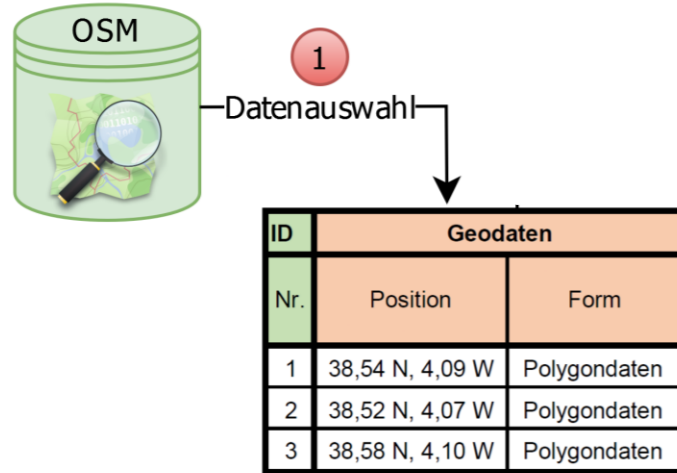 OSM
1
Datenauswahl
ID Geodaten
Nr. Position Form
1 38,54 N, 4,09 W Polygondaten
2 38,52 N, 4,07 W Polygondaten
3 38,58 N, 4,10 W Polygondaten